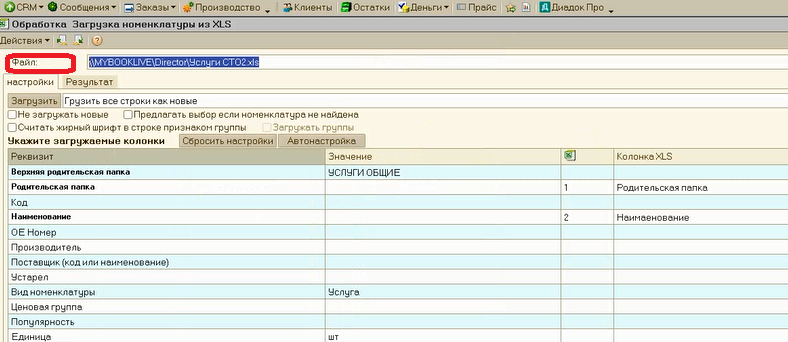 CRM Сообщения Заказы Производство Клиенты Остатки Деньги Прайс Диадок Про
Обработка Загрузка номенклатуры из XLS
Действия
Файл: \\MYBOOKLIVE\Director\Услуги СТО2.xls
настройки Результат
Загрузить Грузить все строки как новые
Не загружать новые Предлагать выбор если номенклатура не найдена
Считать жирный шрифт в строке признаком группы Загружать группы
Укажите загружаемые колонки Сбросить настройки Автонастройка
Реквизит Значение Колонка XLS
Верхняя родительская папка УСЛУГИ ОБЩИЕ
Родительская папка 1 Родительская папка
Код
Наименование 2 Наимаенование
OE Номер
Производитель
Поставщик (код или наименование)
Устарел
Вид номенклатуры Услуга
Ценовая группа
Популярность
Единица шт